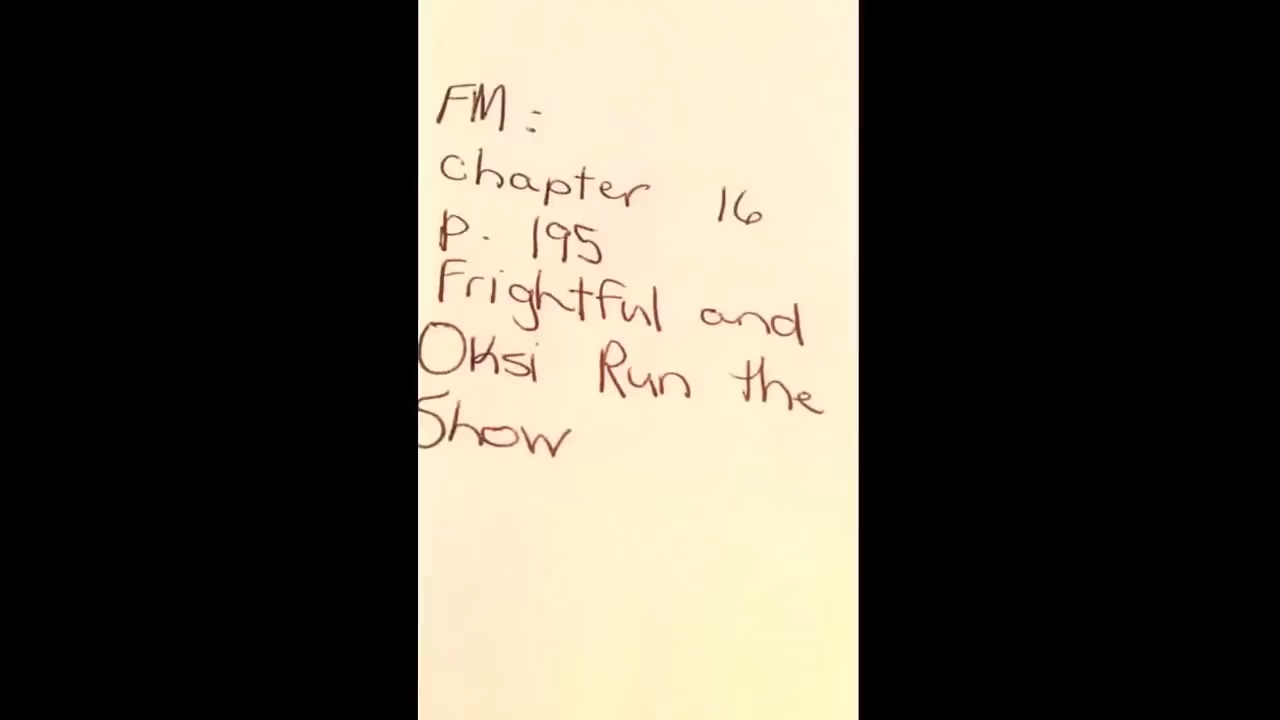 FM:
chapter 16
p. 195
Frightful and
Oksi Run the
Show